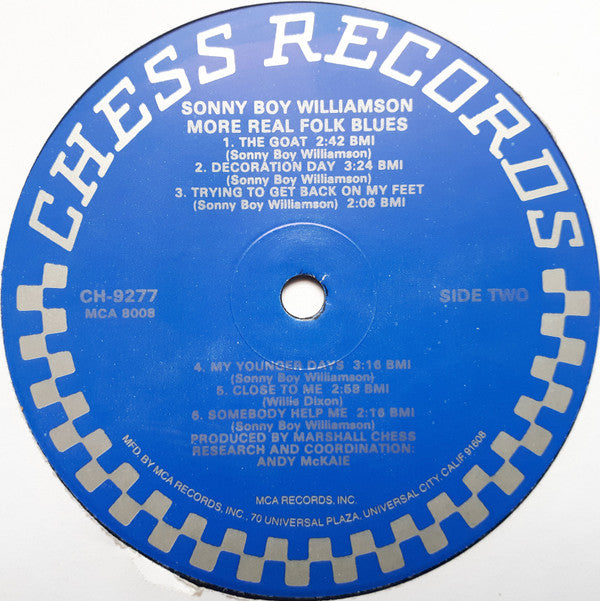 CHESS RECORDS
SONNY BOY WILLIAMSON
MORE REAL FOLK BLUES
1. THE GOAT 2:42 BMI
(Sonny Boy Williamson)
2. DECORATION DAY 3:24 BMI
(Sonny Boy Williamson)
3. TRYING TO GET BACK ON MY FEET
(Sonny Boy Williamson) 2:06 BMI
CH-9277
MCA 8008
SIDE TWO
4. MY YOUNGER DAYS 3:16 BMI
(Sonny Boy Williamson)
5. CLOSE TO ME 2:59 BMI
(Willie Dixon)
6. SOMEBODY HELP ME 2:16 BMI
(Sonny Boy Williamson)
PRODUCED BY MARSHALL CHESS
RESEARCH AND COORDINATION:
ANDY McKAIE
MCA RECORDS, INC.
MFD. BY MCA RECORDS, INC., 70 UNIVERSAL PLAZA, UNIVERSAL CITY, CALIF. 91608